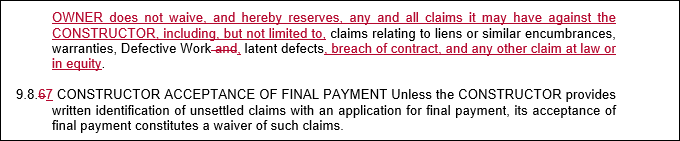 OWNER does not waive, and hereby reserves, any and all claims it may have against the
CONSTRUCTOR, including, but not limited to, claims relating to liens or similar encumbrances,
warranties, Defective Work and, latent defects, breach of contract, and any other claim at law or
in equity.
9.8.67 CONSTRUCTOR ACCEPTANCE OF FINAL PAYMENT Unless the CONSTRUCTOR provides
written identification of unsettled claims with an application for final payment, its acceptance of
final payment constitutes a waiver of such claims.